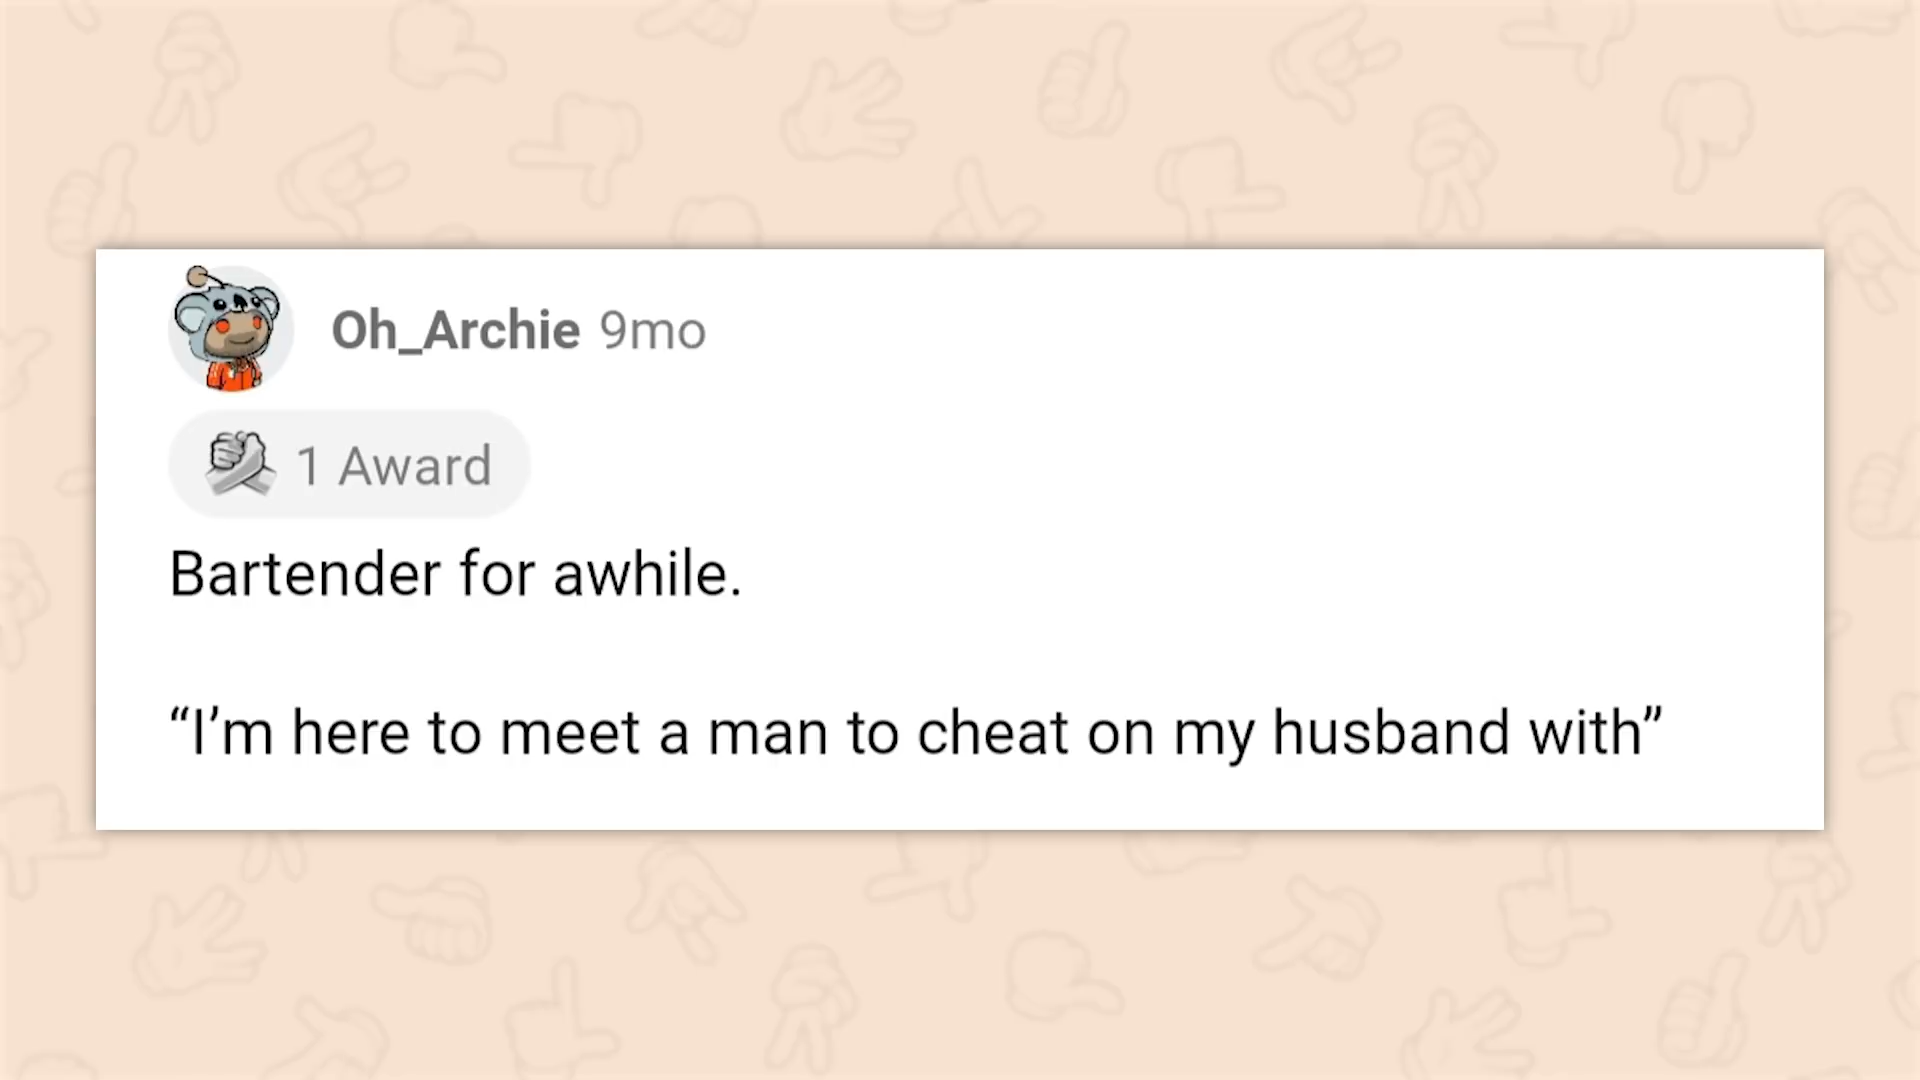 Oh_Archie 9mo
1 Award
Bartender for awhile.
“I’m here to meet a man to cheat on my husband with”